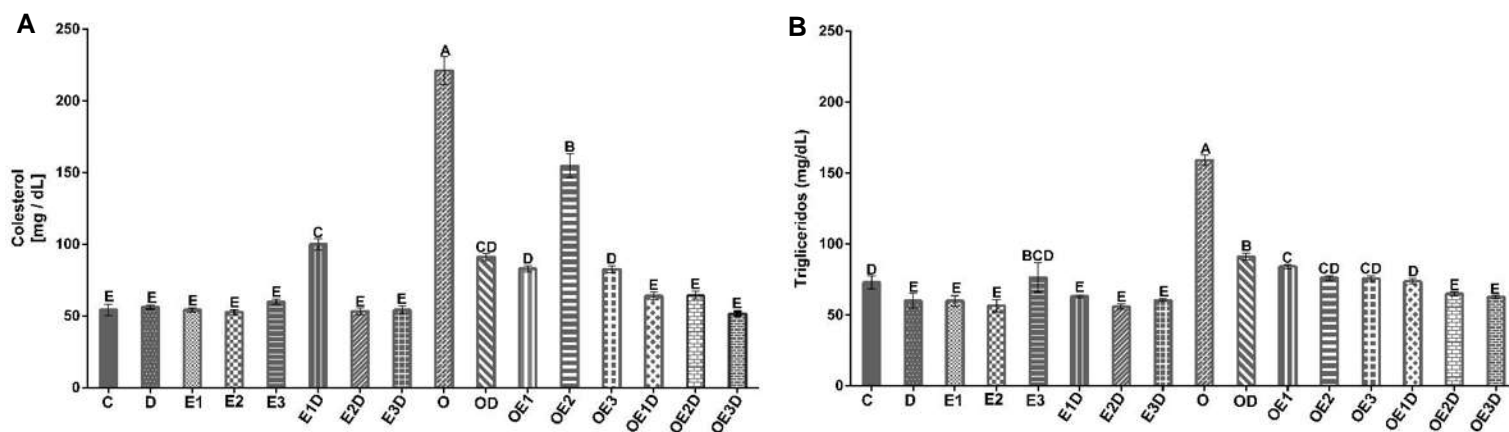 A
Colesterol
[mg / dL]
250
200
150
100
50
0
E
E
E
E
E
C
E
E
A
CD
D
B
D
E
E
E
C
D
E1
E2
E3
E1D
E2D
E3D
O
OD
OE1
OE2
OE3
OE1D
OE2D
OE3D
B
Trigliceridos (mg/dL)
250
200
150
100
50
0
D
E
E
E
BCD
E
E
E
A
B
C
CD
CD
D
E
E
C
D
E1
E2
E3
E1D
E2D
E3D
O
OD
OE1
OE2
OE3
OE1D
OE2D
OE3D